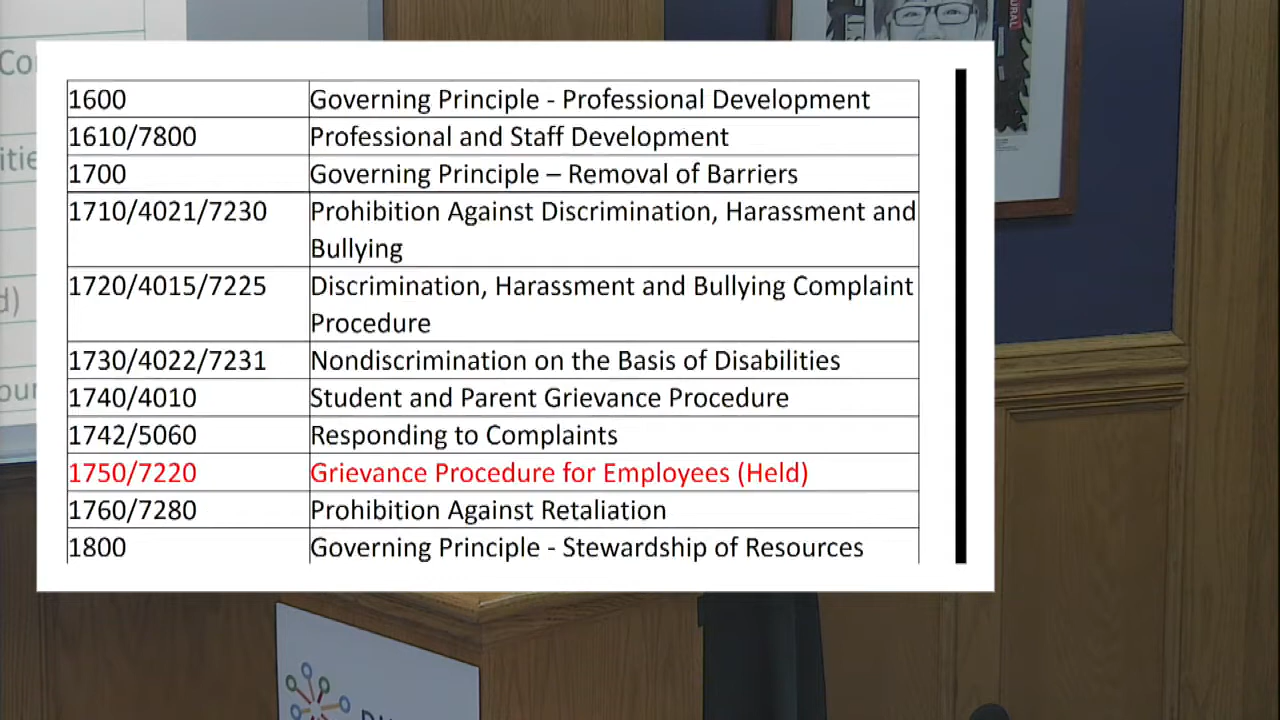 1600 Governing Principle - Professional Development
1610/7800 Professional and Staff Development
1700 Governing Principle – Removal of Barriers
1710/4021/7230 Prohibition Against Discrimination, Harassment and
Bullying
1720/4015/7225 Discrimination, Harassment and Bullying Complaint
Procedure
1730/4022/7231 Nondiscrimination on the Basis of Disabilities
1740/4010 Student and Parent Grievance Procedure
1742/5060 Responding to Complaints
1750/7220 Grievance Procedure for Employees (Held)
1760/7280 Prohibition Against Retaliation
1800 Governing Principle - Stewardship of Resources